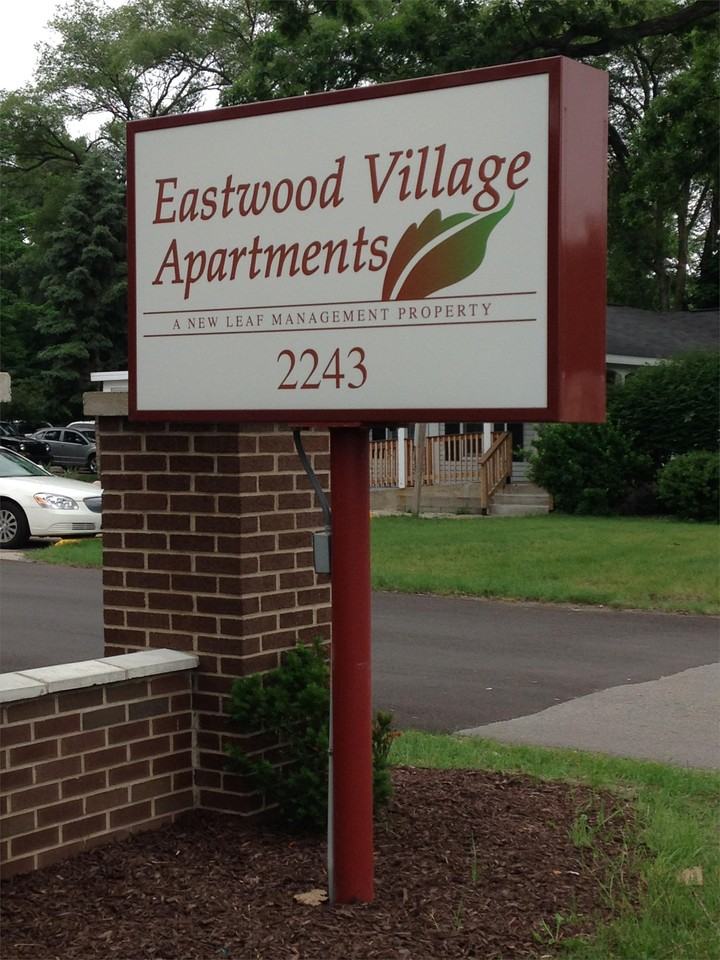 Eastwood Village
Apartments
A NEW LEAF MANAGEMENT PROPERTY
2243